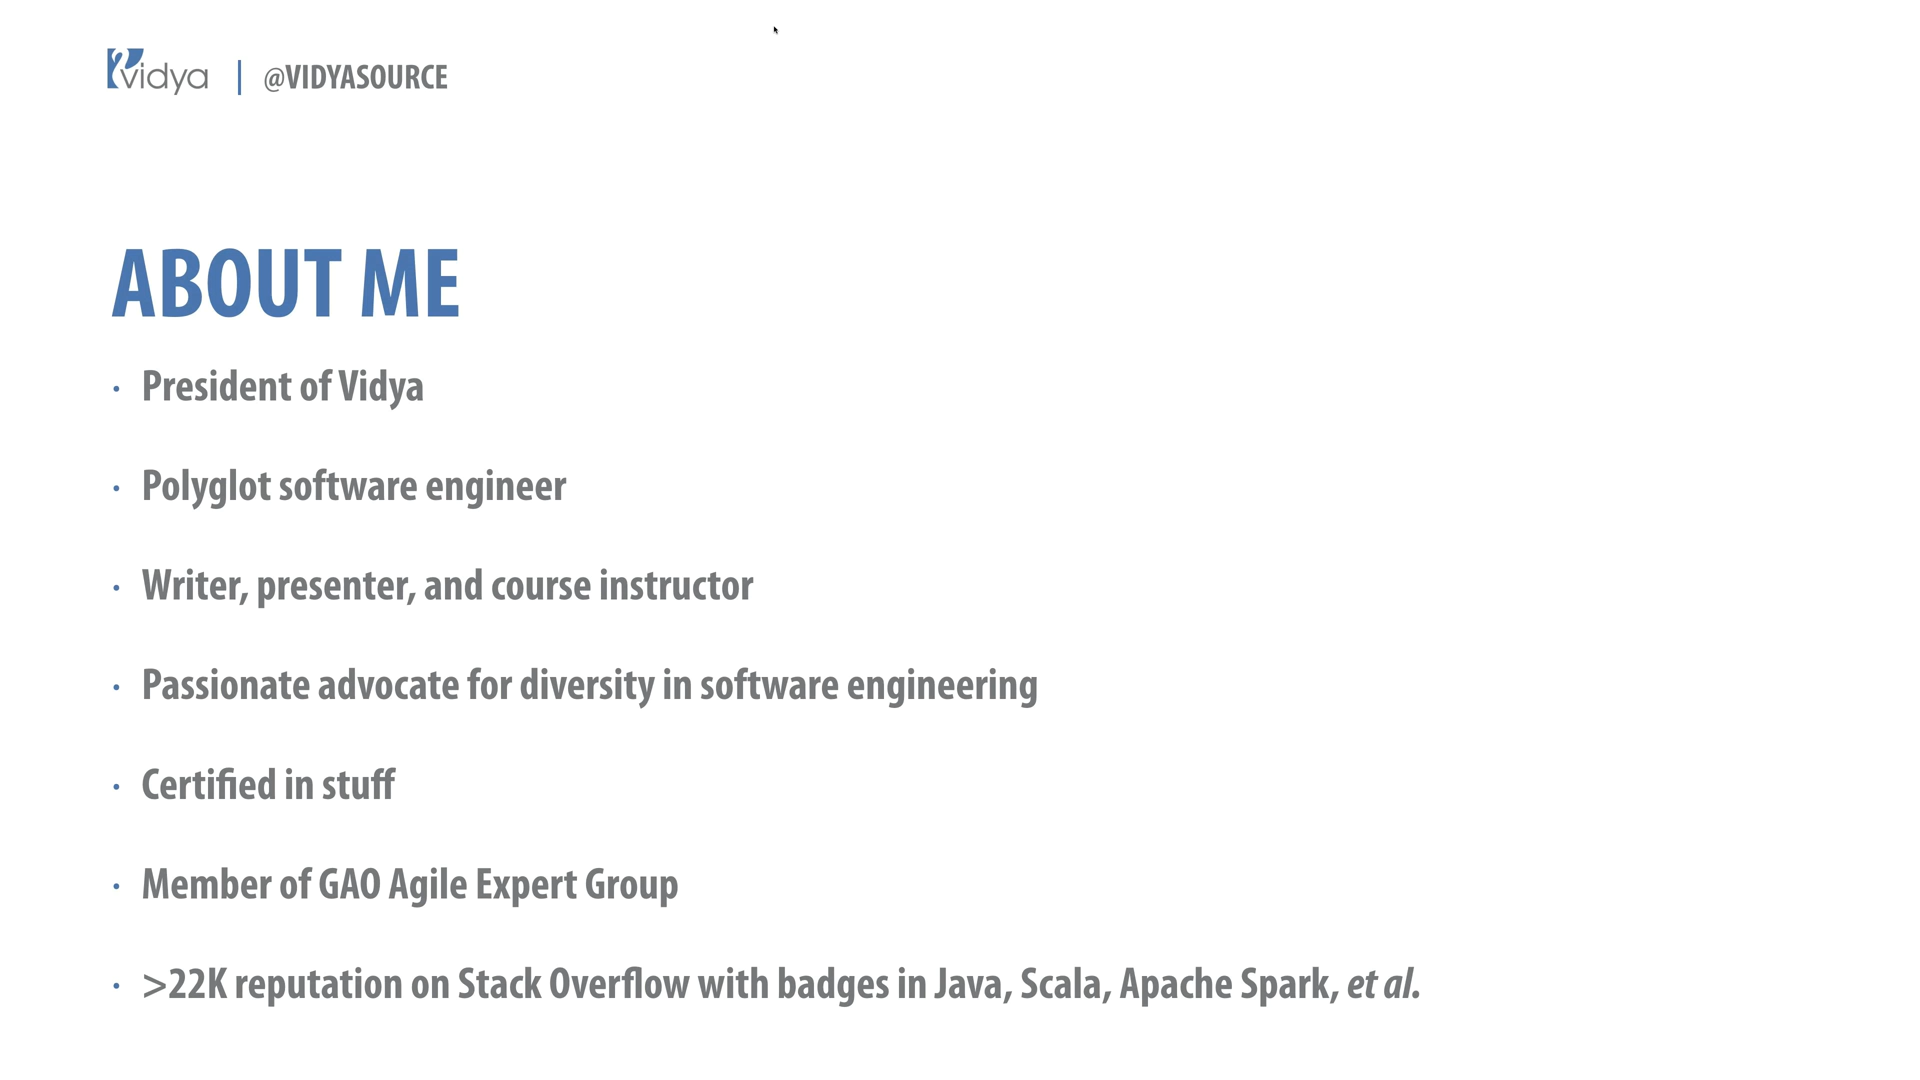 vidya | @VIDYASOURCE
ABOUT ME
· President of Vidya
· Polyglot software engineer
· Writer, presenter, and course instructor
· Passionate advocate for diversity in software engineering
· Certified in stuff
· Member of GAO Agile Expert Group
· >22K reputation on Stack Overflow with badges in Java, Scala, Apache Spark, et al.